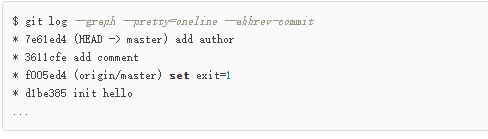 $ git log --graph --pretty=oneline --abbrev-commit
* 7e61ed4 (HEAD -> master) add author
* 3611cfe add comment
* f005ed4 (origin/master) set exit=1
* d1be385 init hello
...